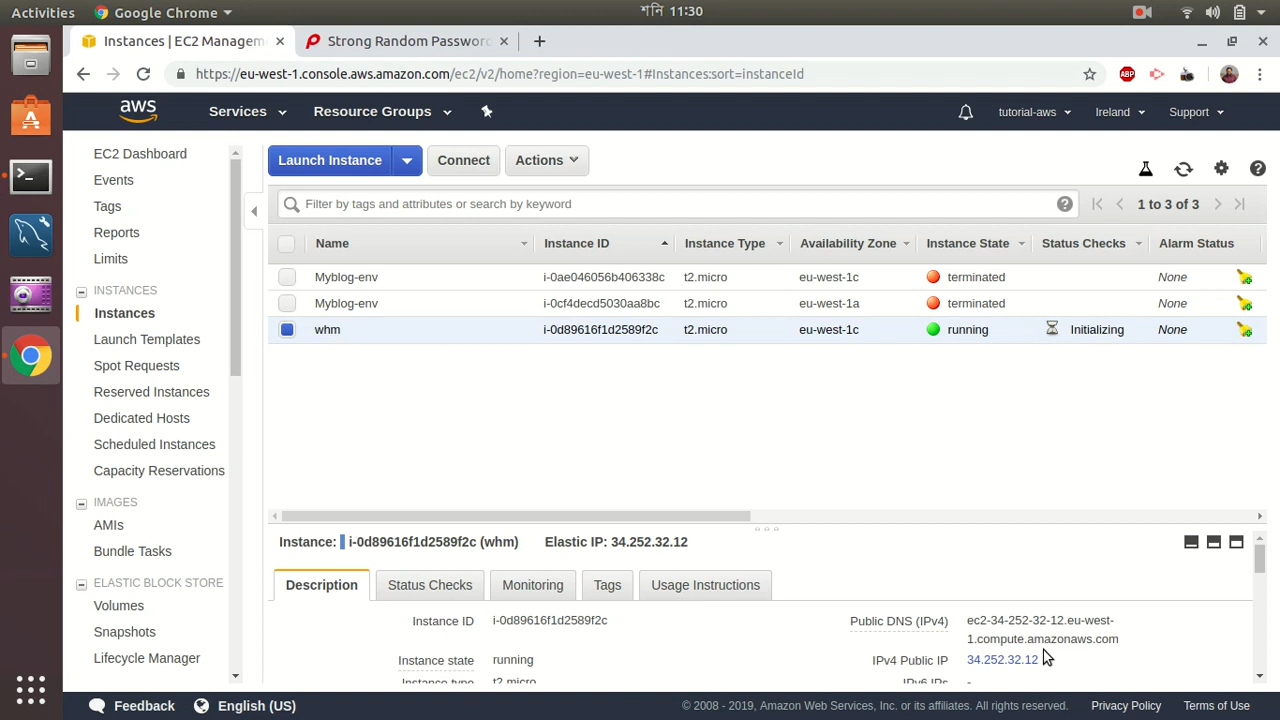 Activities Google Chrome শনি 11:30
Instances | EC2 Managem Strong Random Password
https://eu-west-1.console.aws.amazon.com/ec2/v2/home?region=eu-west-1#Instances:sort=instanceId ABP
aws Services Resource Groups tutorial-aws Ireland Support
EC2 Dashboard
Events
Tags
Reports
Limits
INSTANCES
Instances
Launch Templates
Spot Requests
Reserved Instances
Dedicated Hosts
Scheduled Instances
Capacity Reservations
IMAGES
AMIs
Bundle Tasks
ELASTIC BLOCK STORE
Volumes
Snapshots
Lifecycle Manager
Launch Instance Connect Actions
Filter by tags and attributes or search by keyword 1 to 3 of 3
Name Instance ID Instance Type Availability Zone Instance State Status Checks Alarm Status
Myblog-env i-0ae046056b406338c t2.micro eu-west-1c terminated None
Myblog-env i-0cf4decd5030aa8bc t2.micro eu-west-1a terminated None
whm i-0d89616f1d2589f2c t2.micro eu-west-1c running Initializing None
Instance: i-0d89616f1d2589f2c (whm) Elastic IP: 34.252.32.12
Description Status Checks Monitoring Tags Usage Instructions
Instance ID i-0d89616f1d2589f2c Public DNS (IPv4) ec2-34-252-32-12.eu-west-
1.compute.amazonaws.com
Instance state running IPv4 Public IP 34.252.32.12
Instance type t2.micro IPv6 IPs -
Feedback English (US) © 2008 - 2019, Amazon Web Services, Inc. or its affiliates. All rights reserved. Privacy Policy Terms of Use